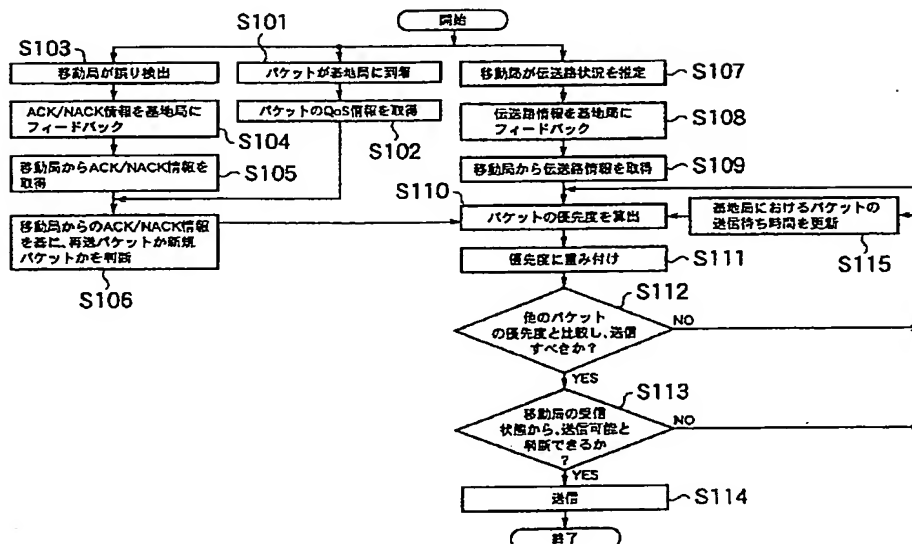 開始
S103
移動局が誤り検出
ACK/NACK情報を基地局に
フィードバック
S104
移動局からACK/NACK情報を
取得
S105
移動局からのACK/NACK情報
を基に、再送パケットか新規
パケットかを判断
S106
S101
パケットが基地局に到着
パケットのQoS情報を取得
S102
移動局が伝送路状況を推定
S107
伝送路情報を基地局に
フィードバック
S108
移動局から伝送路情報を取得
S109
S110
パケットの優先度を算出
基地局におけるパケットの
送信待ち時間を更新
S115
優先度に重み付け
S111
S112
他のパケット
の優先度と比較し、送信
すべきか?
NO
YES
S113
移動局の受信
状態から、送信可能と
判断できるか
?
NO
YES
送信
S114
終了